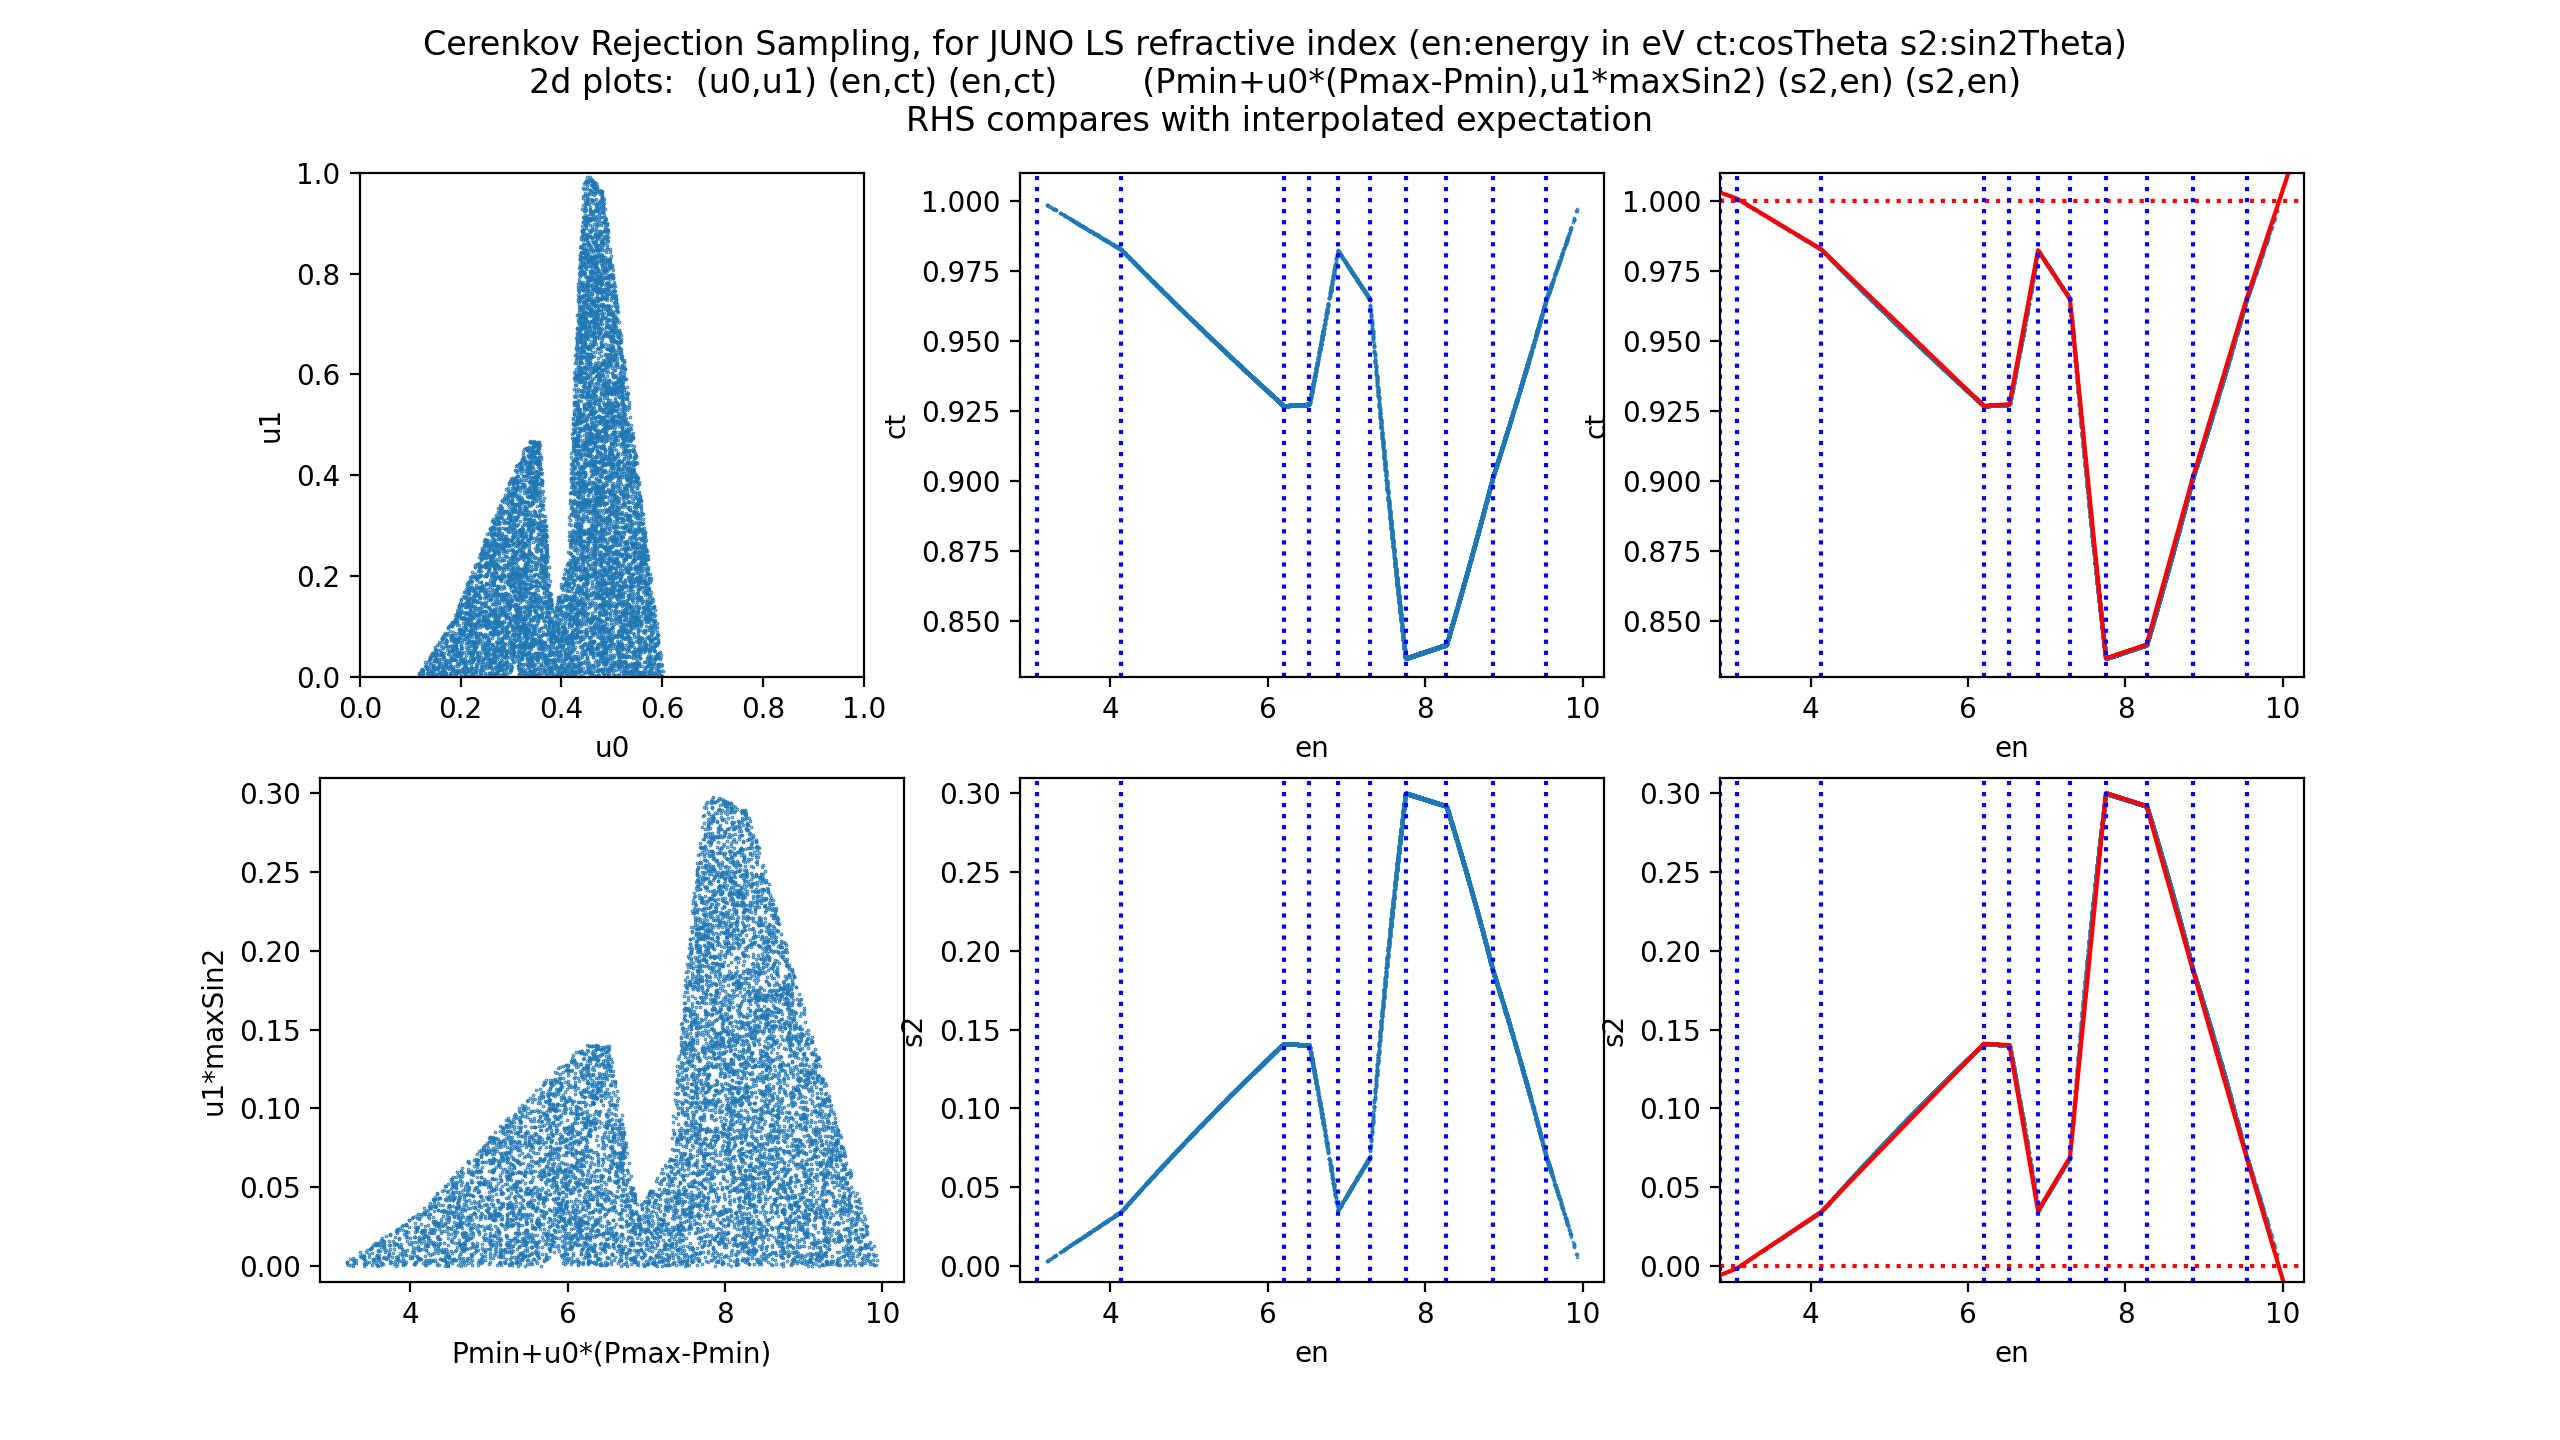 Cerenkov Rejection Sampling, for JUNO LS refractive index (en:energy in eV ct:cosTheta s2:sin2Theta)
2d plots:  (u0,u1) (en,ct) (en,ct)        (Pmin+u0*(Pmax-Pmin),u1*maxSin2) (s2,en) (s2,en)
RHS compares with interpolated expectation
1.0
0.8
0.6
0.4
0.2
0.0
u1
0.0 0.2 0.4 0.6 0.8 1.0
u0
1.000
0.975
0.950
0.925
0.900
0.875
0.850
ct
4 6 8 10
en
1.000
0.975
0.950
0.925
0.900
0.875
0.850
ct
4 6 8 10
en
0.30
0.25
0.20
0.15
0.10
0.05
0.00
u1*maxSin2
4 6 8 10
Pmin+u0*(Pmax-Pmin)
0.30
0.25
0.20
0.15
0.10
0.05
0.00
s2
4 6 8 10
en
0.30
0.25
0.20
0.15
0.10
0.05
0.00
s2
4 6 8 10
en